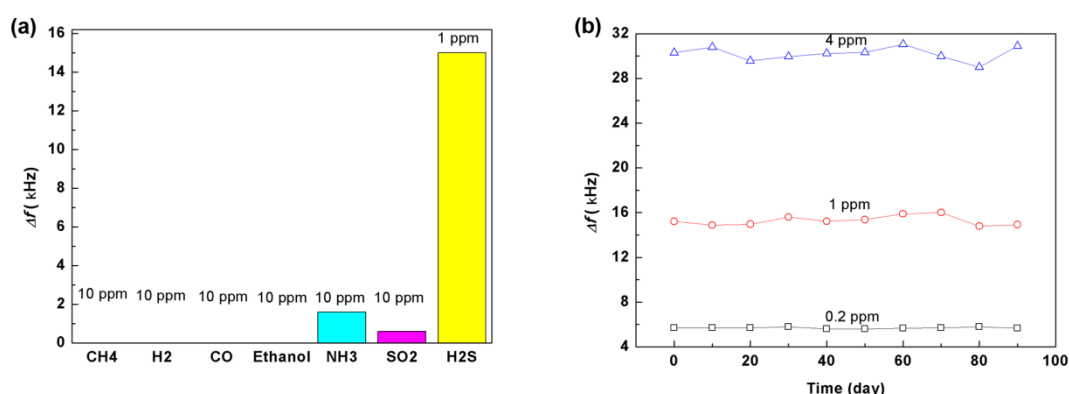 (a)
16
14
12
10
8
6
4
2
0
Δf ( kHz)
1 ppm
10 ppm 10 ppm 10 ppm 10 ppm 10 ppm 10 ppm
CH4 H2 CO Ethanol NH3 SO2 H2S
(b)
32
28
24
20
16
12
8
4
Δf ( kHz)
4 ppm
1 ppm
0.2 ppm
0 20 40 60 80 100
Time (day)